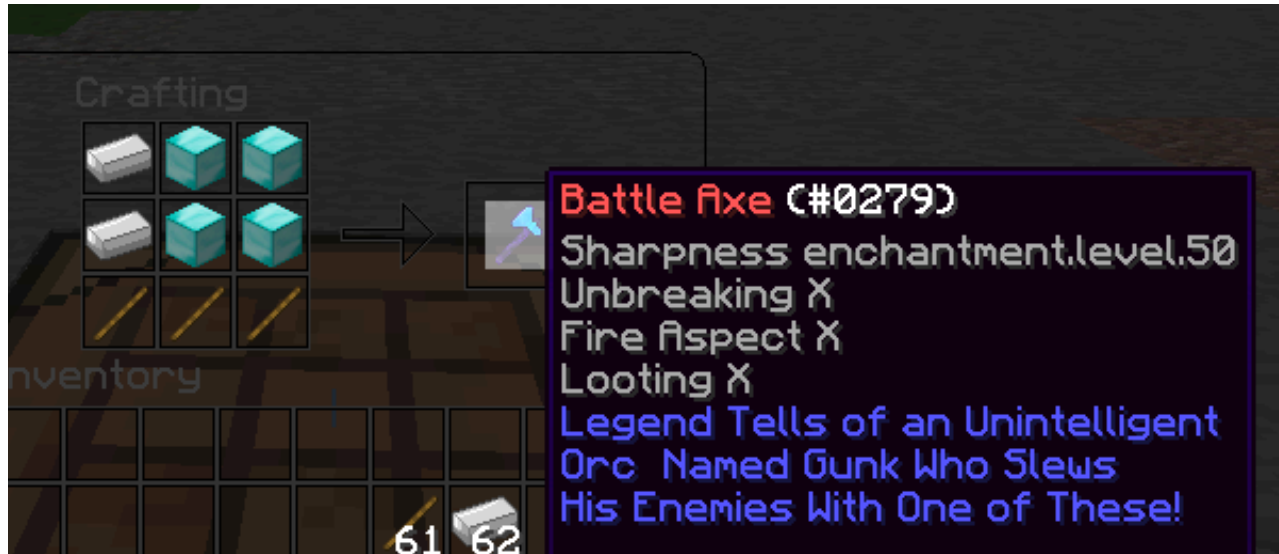 Crafting
Battle Axe (#0279)
Sharpness enchantment.level.50
Unbreaking X
Fire Aspect X
Looting X
nventory
Legend Tells of an Unintelligent
Orc  Named Gunk Who Slews
His Enemies With One of These!
61 62